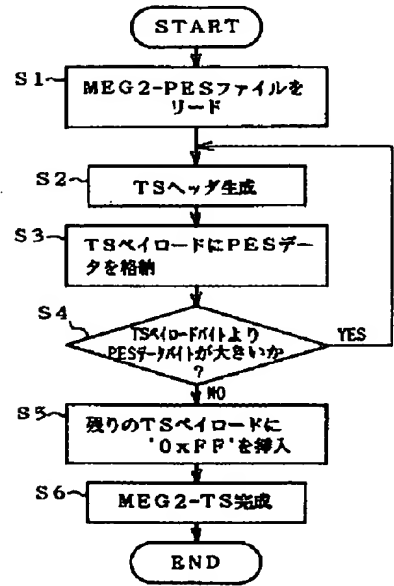 START
S1
MEG2-PESファイルを
リード
S2
TSヘッダ生成
S3
TSペイロードにPESデー
タを格納
S4
TSペイロードバイトより
PESデータバイトが大きいか
?
YES
NO
S5
残りのTSペイロードに
'0xFF'を挿入
S6
MEG2-TS完成
END